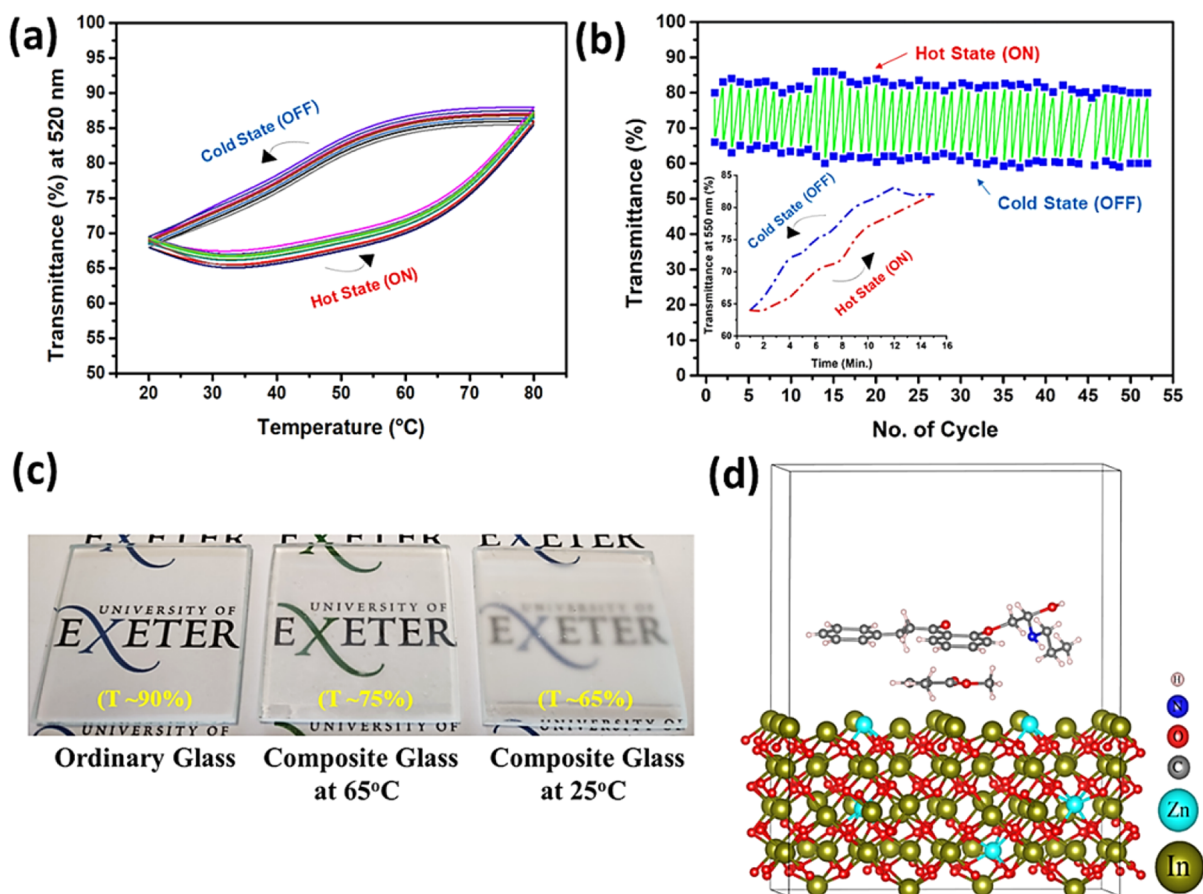 (a)
100
95
90
85
80
75
70
65
60
55
50
Transmittance (%) at 520 nm
Cold State (OFF)
Hot State (ON)
20 30 40 50 60 70 80
Temperature (°C)
(b)
100
90
80
70
60
50
40
30
20
10
0
Transmittance (%)
Hot State (ON)
Cold State (OFF)
85
80
75
70
65
60
Transmittance at 550 nm (%)
Cold State (OFF)
Hot State (ON)
0 2 4 6 8 10 12 14 16
Time (Min.)
0 5 10 15 20 25 30 35 40 45 50 55
No. of Cycle
(c)
EXETER
UNIVERSITY OF
EXETER
(T ~90%)
Ordinary Glass
UNIVERSITY OF
EXETER
(T ~75%)
Composite Glass
at 65°C
EXETER
UNIVERSITY OF
EXETER
(T ~65%)
Composite Glass
at 25°C
(d)
H
N
O
C
Zn
In